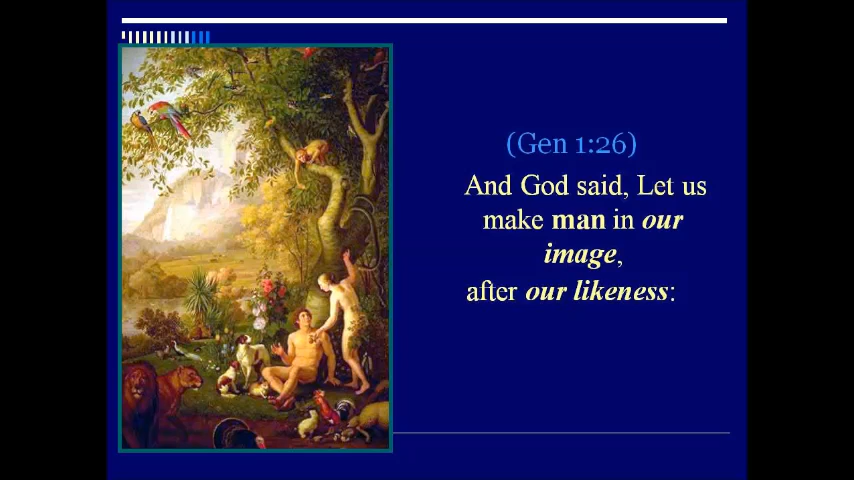 (Gen 1:26)
And God said, Let us
make man in our
image,
after our likeness: